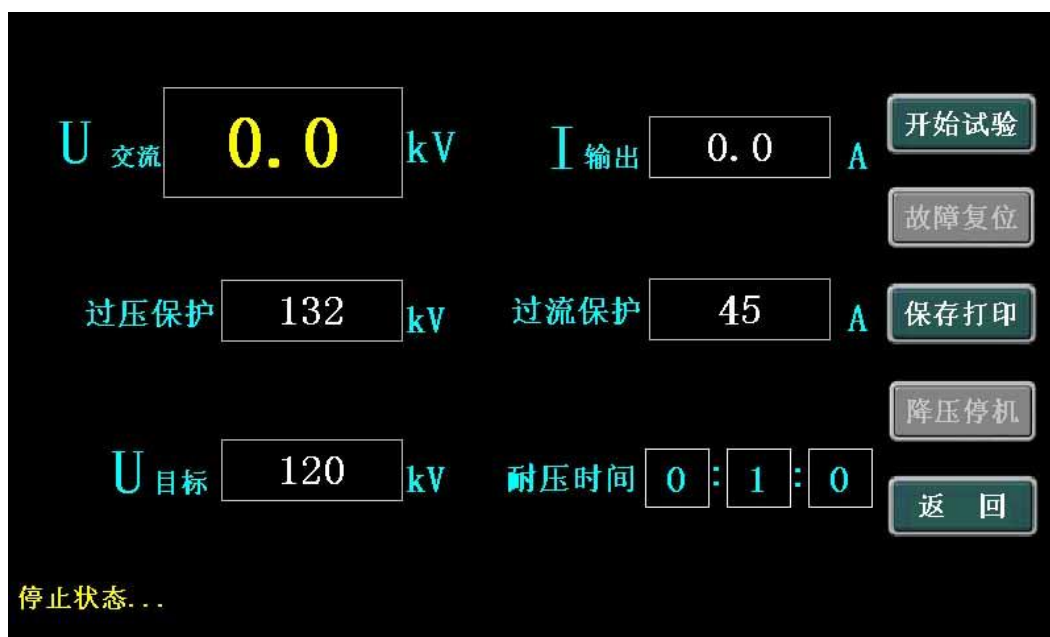 U 交流 0.0 kV I 输出 0.0 A
开始试验
故障复位
过压保护 132 kV 过流保护 45 A
保存打印
降压停机
U 目标 120 kV 耐压时间 0 : 1 : 0
返 回
停止状态...